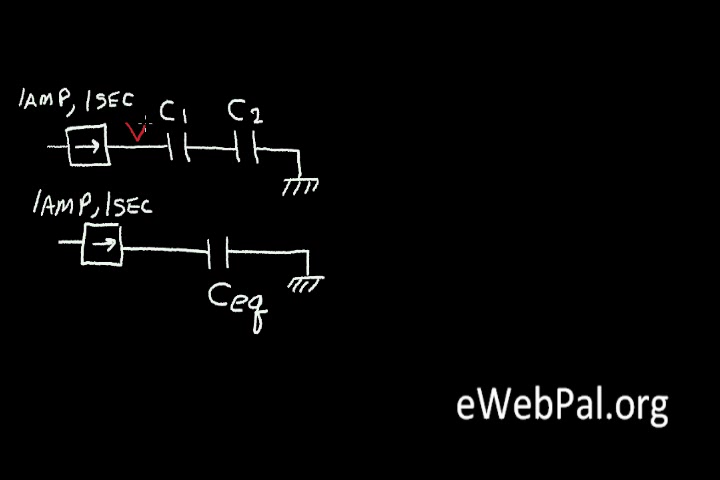 1AMP, 1SEC
C1
C2
V
1AMP, 1SEC
Ceq
eWebPal.org